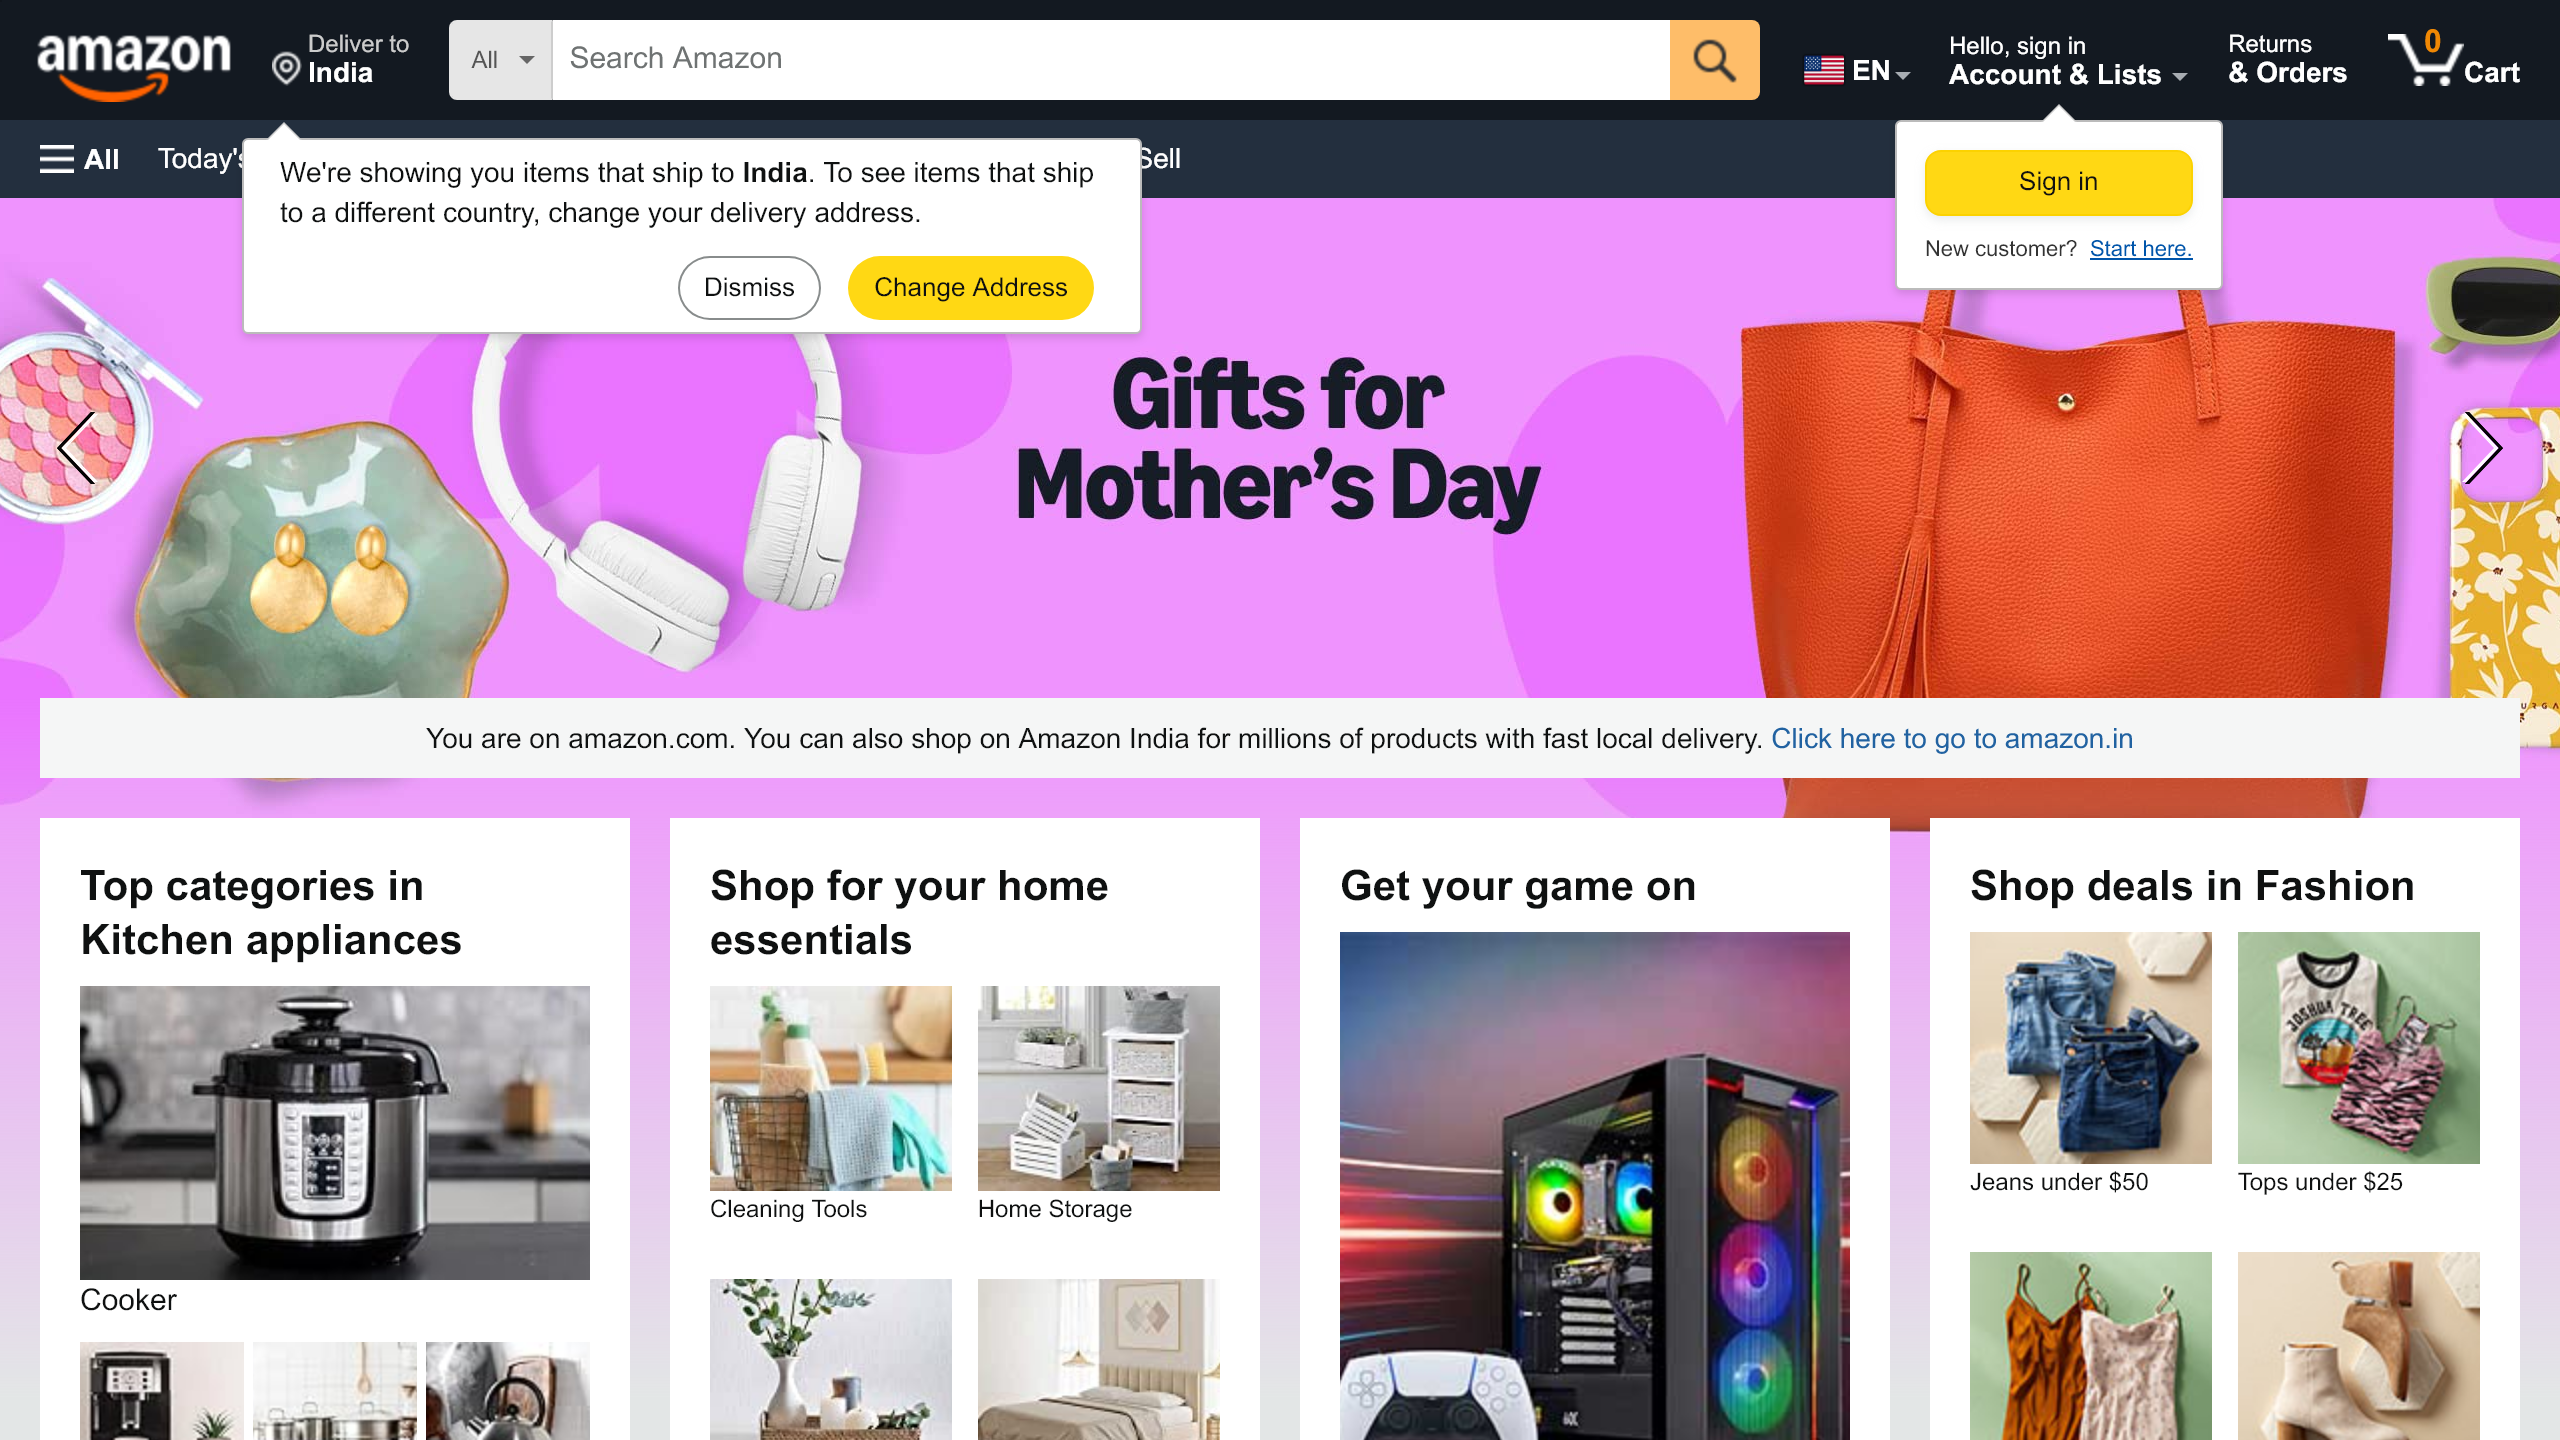 amazon
Deliver to
India
All
Search Amazon
EN
Hello, sign in
Account & Lists
Returns
& Orders
0
Cart
All
Today's
Sell
We're showing you items that ship to India. To see items that ship
to a different country, change your delivery address.
Dismiss
Change Address
Sign in
New customer? Start here.
Gifts for
Mother's Day
You are on amazon.com. You can also shop on Amazon India for millions of products with fast local delivery. Click here to go to amazon.in
Top categories in
Kitchen appliances
Cooker
Shop for your home
essentials
Cleaning Tools
Home Storage
Get your game on
Shop deals in Fashion
JOSHUA TREE
Jeans under $50
Tops under $25